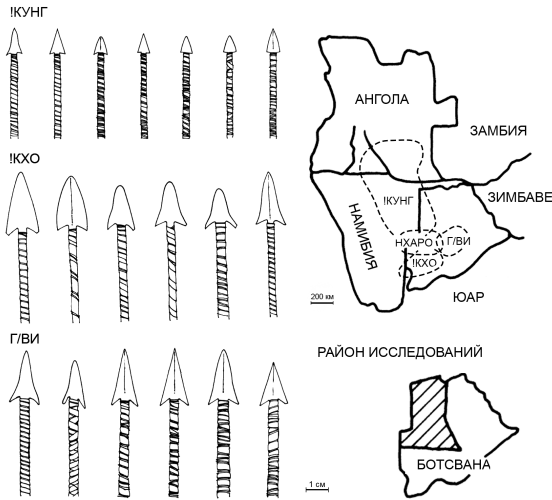 !КУНГ
!КХО
Г/ВИ
1 см
АНГОЛА
ЗАМБИЯ
!КУНГ
ЗИМБАВЕ
НАМИБИЯ
НХАРО
Г/ВИ
!КХО
200 км
ЮАР
РАЙОН ИССЛЕДОВАНИЙ
БОТСВАНА